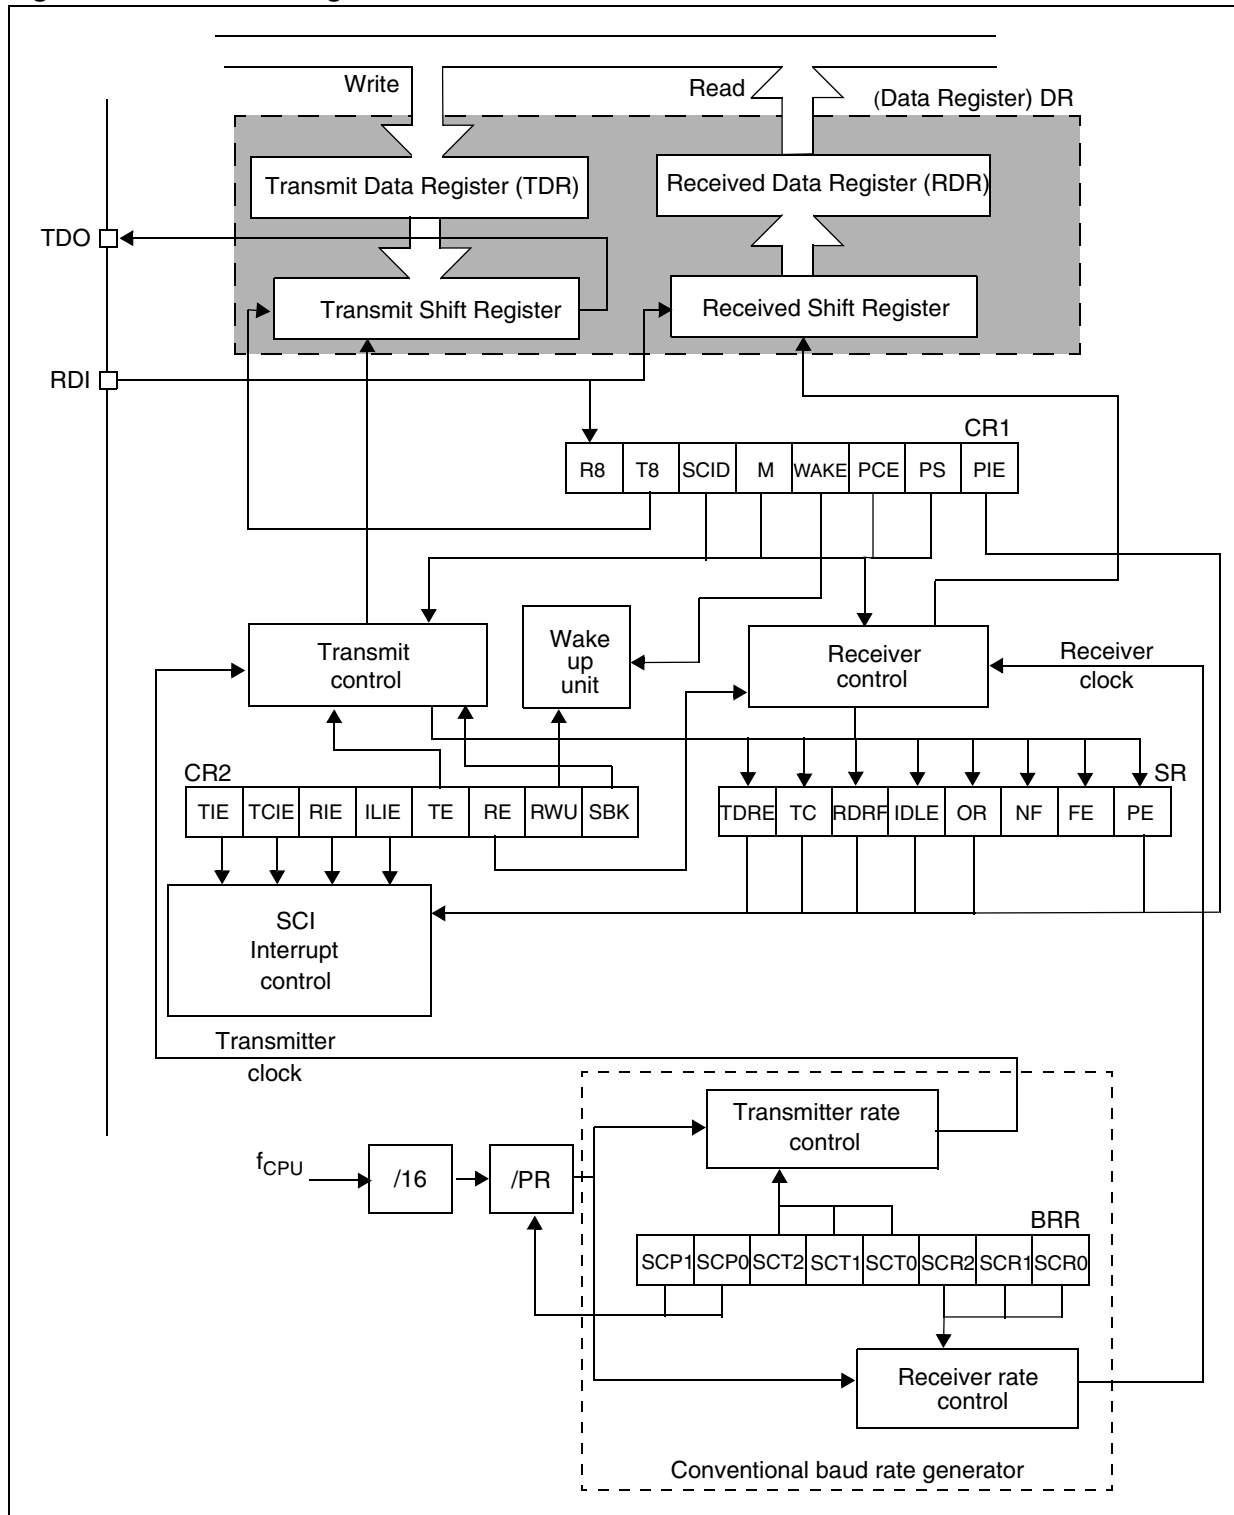 Write
Read
(Data Register) DR
Transmit Data Register (TDR)
Received Data Register (RDR)
TDO
Transmit Shift Register
Received Shift Register
RDI
CR1
R8 T8 SCID M WAKE PCE PS PIE
Transmit
control
Wake
up
unit
Receiver
control
Receiver
clock
CR2
SR
TIE TCIE RIE ILIE TE RE RWU SBK
TDRE TC RDRF IDLE OR NF FE PE
SCI
Interrupt
control
Transmitter
clock
Transmitter rate
control
fCPU
/16
/PR
BRR
SCP1 SCP0 SCT2 SCT1 SCT0 SCR2 SCR1 SCR0
Receiver rate
control
Conventional baud rate generator